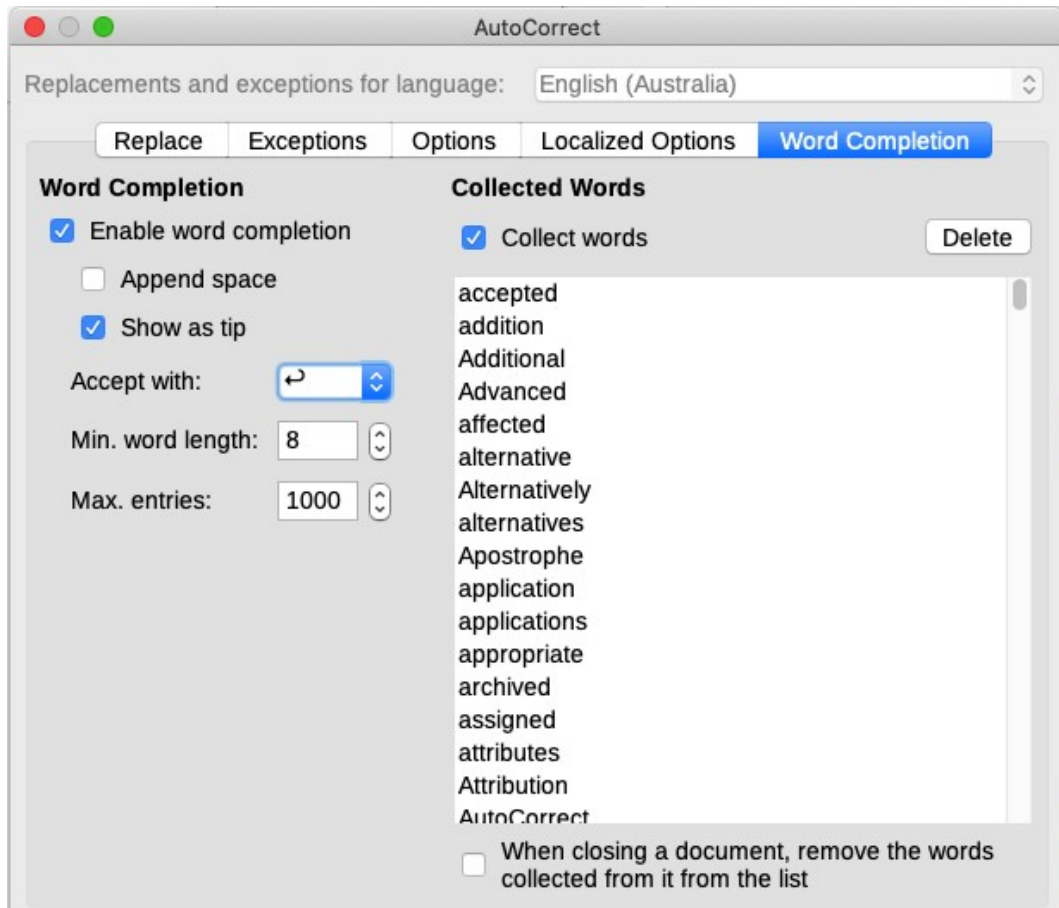 AutoCorrect
Replacements and exceptions for language: English (Australia)
Replace Exceptions Options Localized Options Word Completion
Word Completion
Enable word completion
Append space
Show as tip
Accept with: ↩
Min. word length: 8
Max. entries: 1000
Collected Words
Collect words
Delete
accepted
addition
Additional
Advanced
affected
alternative
Alternatively
alternatives
Apostrophe
application
applications
appropriate
archived
assigned
attributes
Attribution
AutoCorrect
When closing a document, remove the words
collected from it from the list